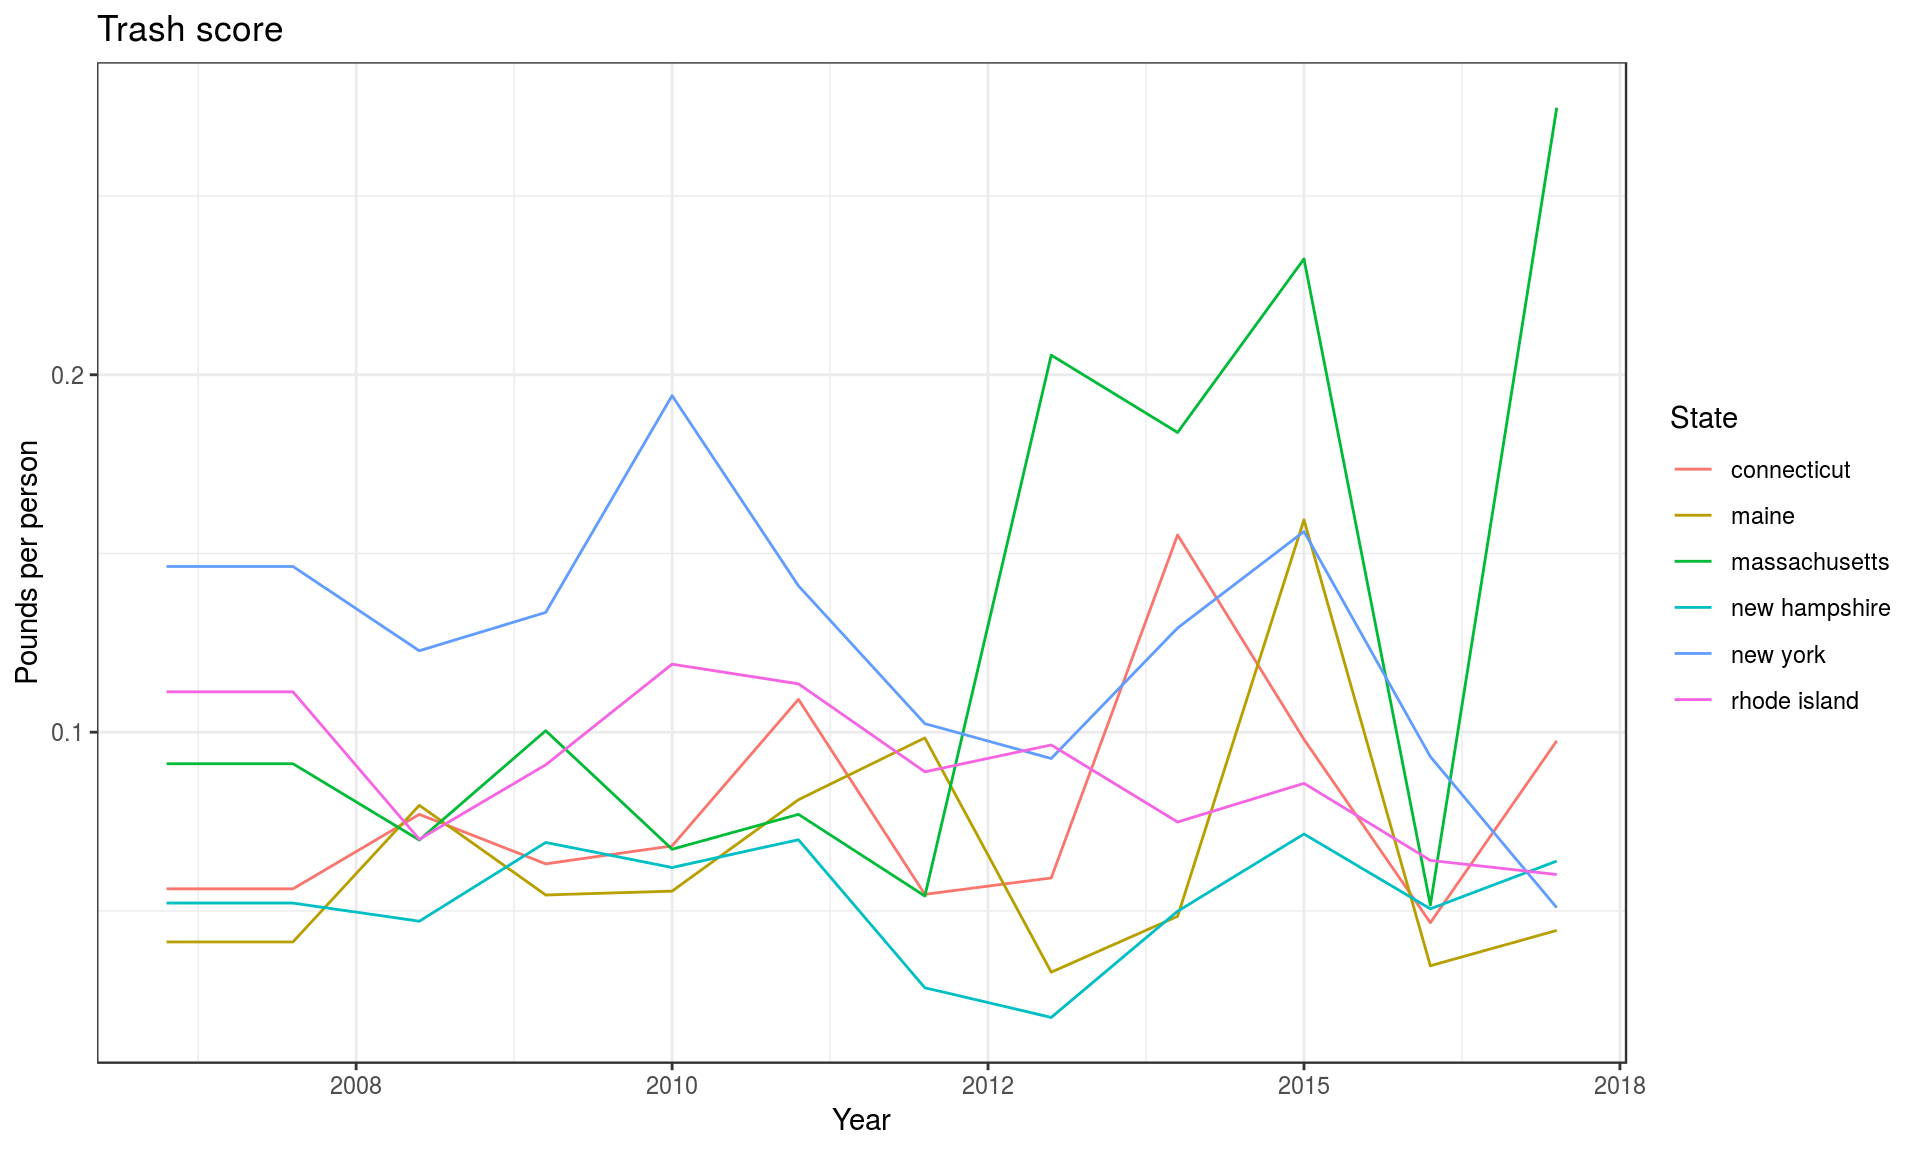 Trash score
Pounds per person
0.2
0.1
2008 2010 2012 2015 2018
Year
State
connecticut
maine
massachusetts
new hampshire
new york
rhode island